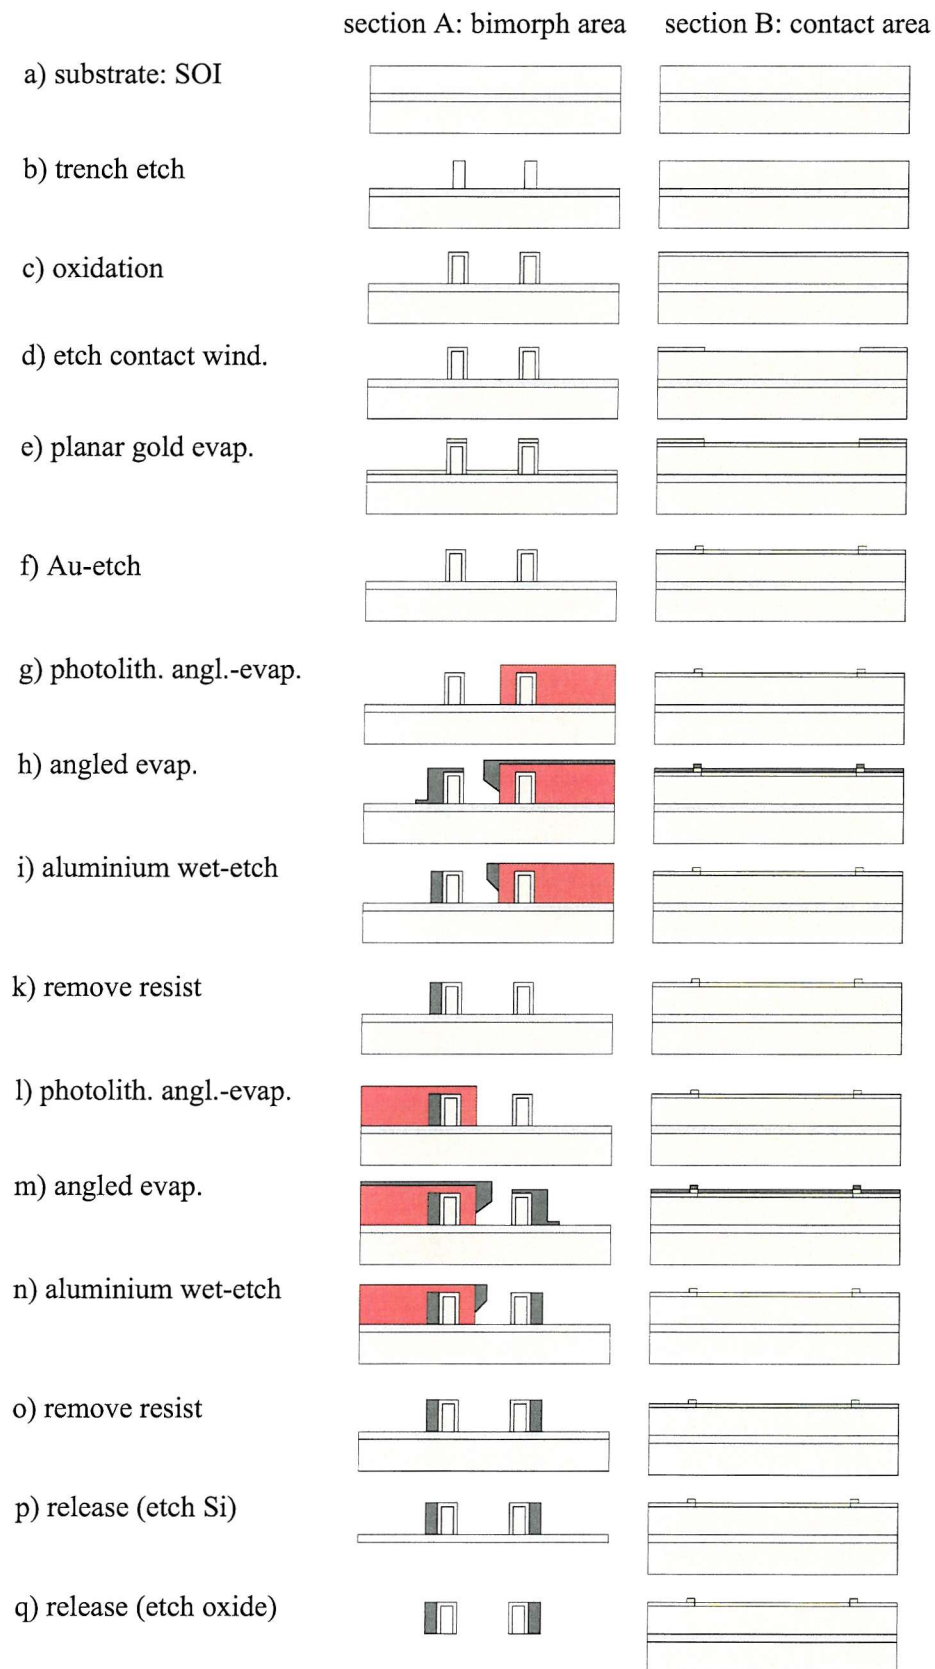 section A: bimorph area section B: contact area
a) substrate: SOI
b) trench etch
c) oxidation
d) etch contact wind.
e) planar gold evap.
f) Au-etch
g) photolith. angl.-evap.
h) angled evap.
i) aluminium wet-etch
k) remove resist
l) photolith. angl.-evap.
m) angled evap.
n) aluminium wet-etch
o) remove resist
p) release (etch Si)
q) release (etch oxide)